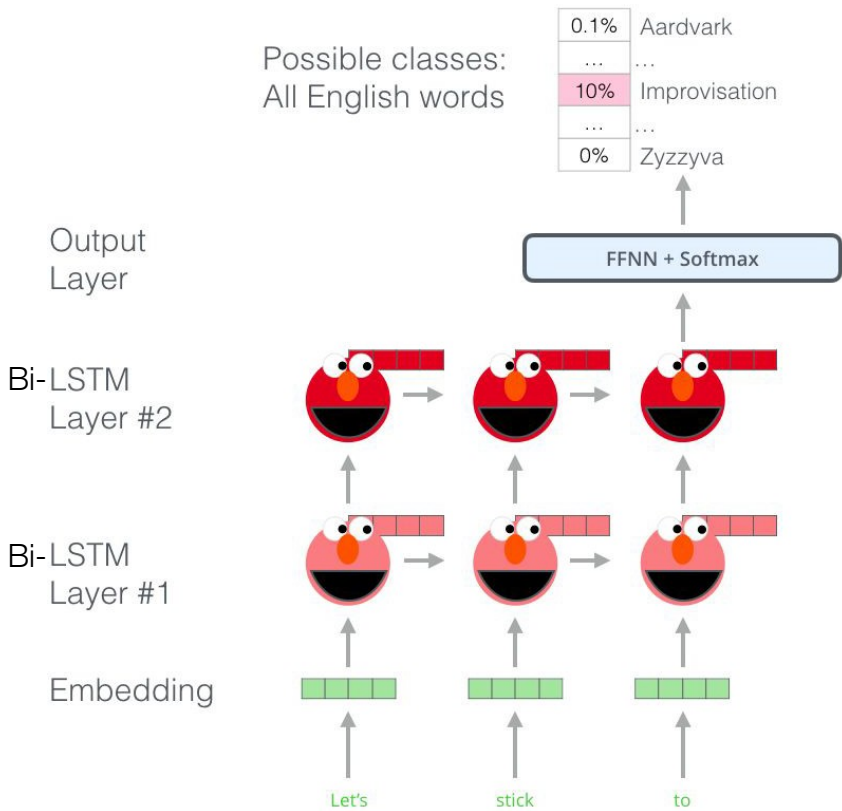 0.1% Aardvark
... ...
Possible classes:
All English words
10% Improvisation
... ...
0% Zyzzyva
Output
Layer
FFNN + Softmax
Bi-LSTM
Layer #2
Bi-LSTM
Layer #1
Embedding
Let's stick to